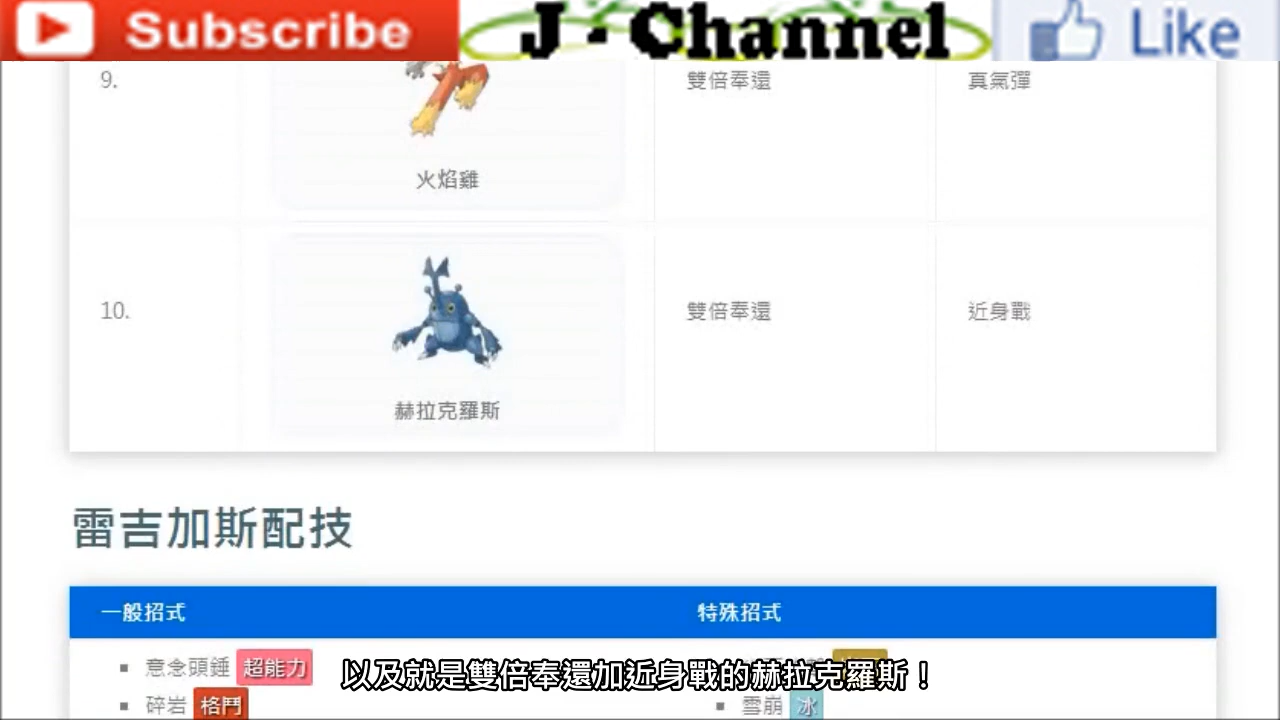 Subscribe J - Channel Like
9. 雙倍奉還 真氣彈
火焰雞
10. 雙倍奉還 近身戰
赫拉克羅斯
雷吉加斯配技
一般招式 特殊招式
意念頭錘 超能力
以及就是雙倍奉還加近身戰的赫拉克羅斯！
碎岩 格鬥 雪崩 冰